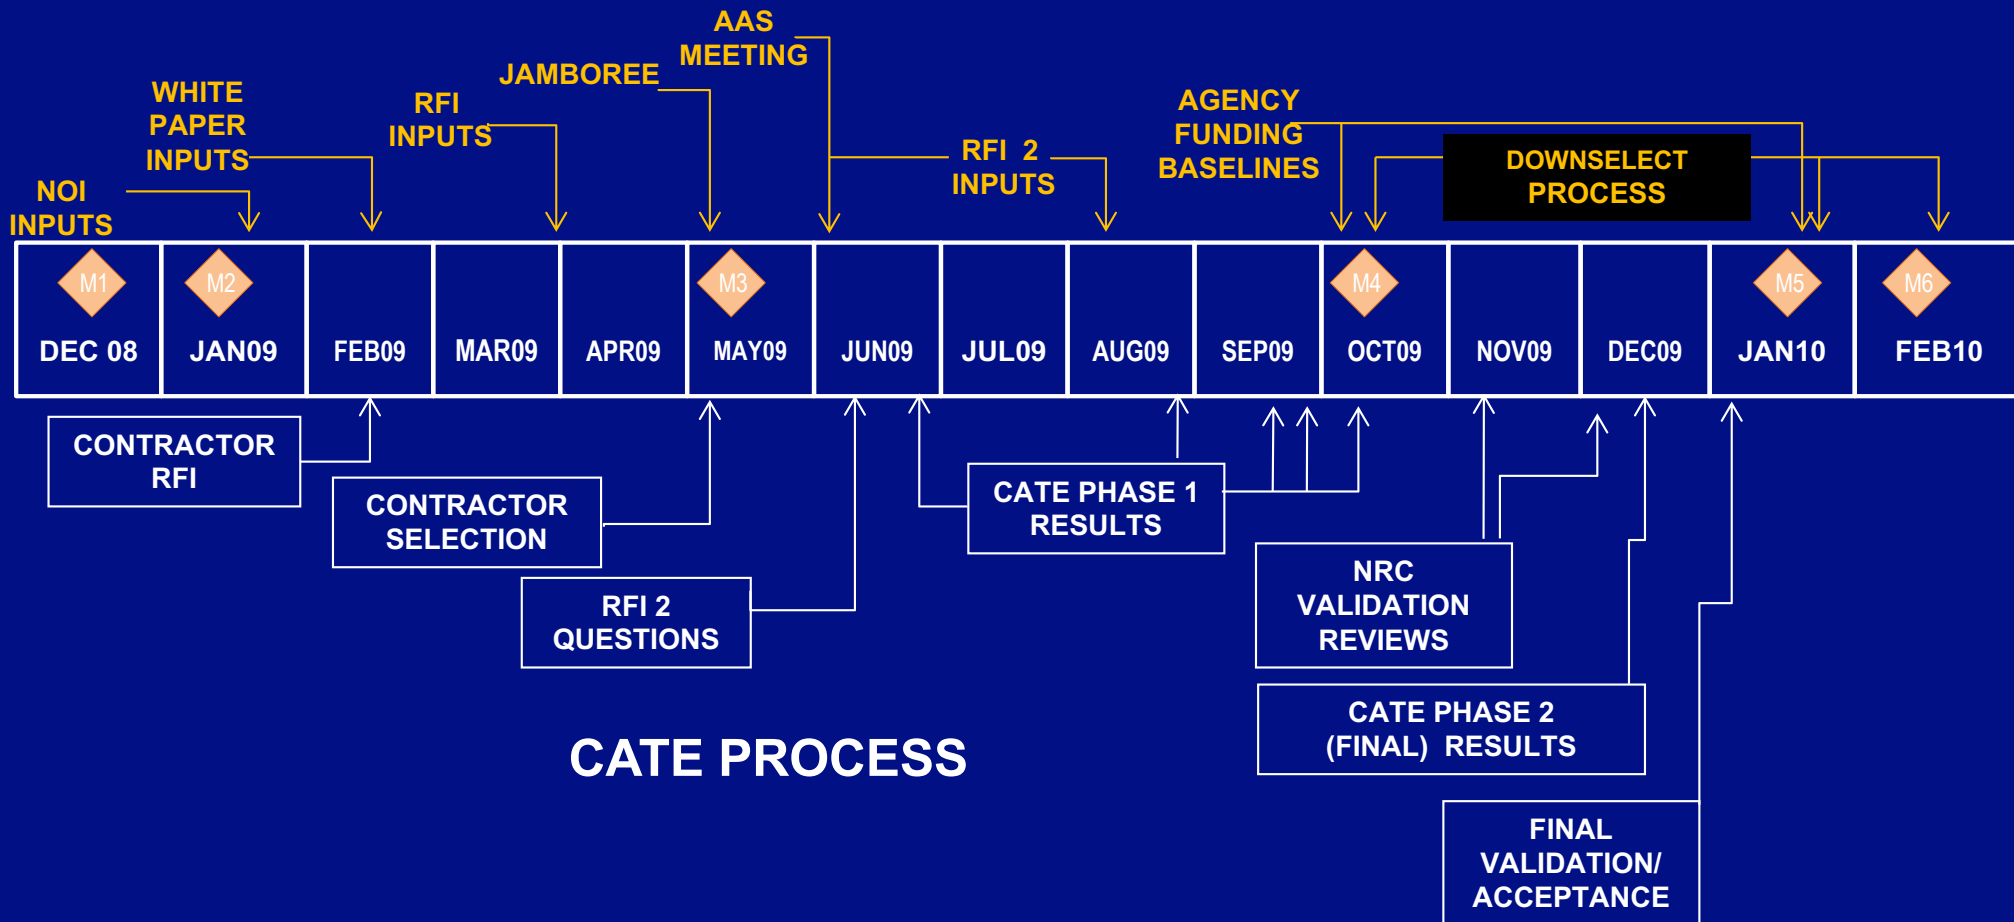 AAS
MEETING
JAMBOREE
WHITE
PAPER
INPUTS
RFI
INPUTS
AGENCY
FUNDING
BASELINES
RFI 2
INPUTS
DOWNSELECT
PROCESS
NOI
INPUTS
M1
M2
M3
M4
M5
M6
DEC 08
JAN09
FEB09
MAR09
APR09
MAY09
JUN09
JUL09
AUG09
SEP09
OCT09
NOV09
DEC09
JAN10
FEB10
CONTRACTOR
RFI
CONTRACTOR
SELECTION
CATE PHASE 1
RESULTS
RFI 2
QUESTIONS
NRC
VALIDATION
REVIEWS
CATE PHASE 2
(FINAL) RESULTS
CATE PROCESS
FINAL
VALIDATION/
ACCEPTANCE